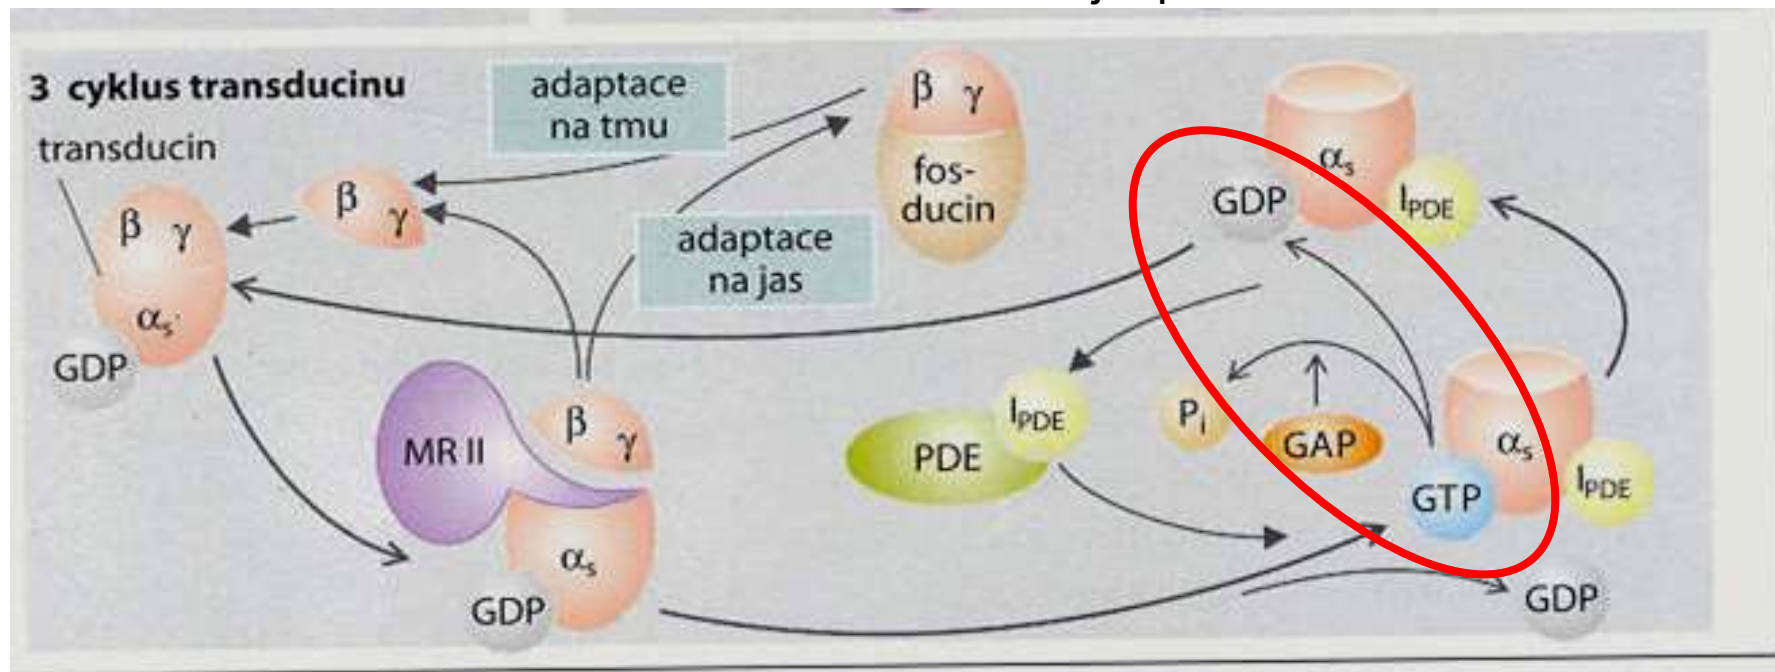 3 cyklus transducinu
transducin
β γ
αs
GDP
β γ
adaptace
na tmu
adaptace
na jas
β γ
fos-
ducin
MR II
β γ
αs
GDP
PDE
IPDE
Pi
GAP
GDP
αs
IPDE
GTP
αs
IPDE
GDP